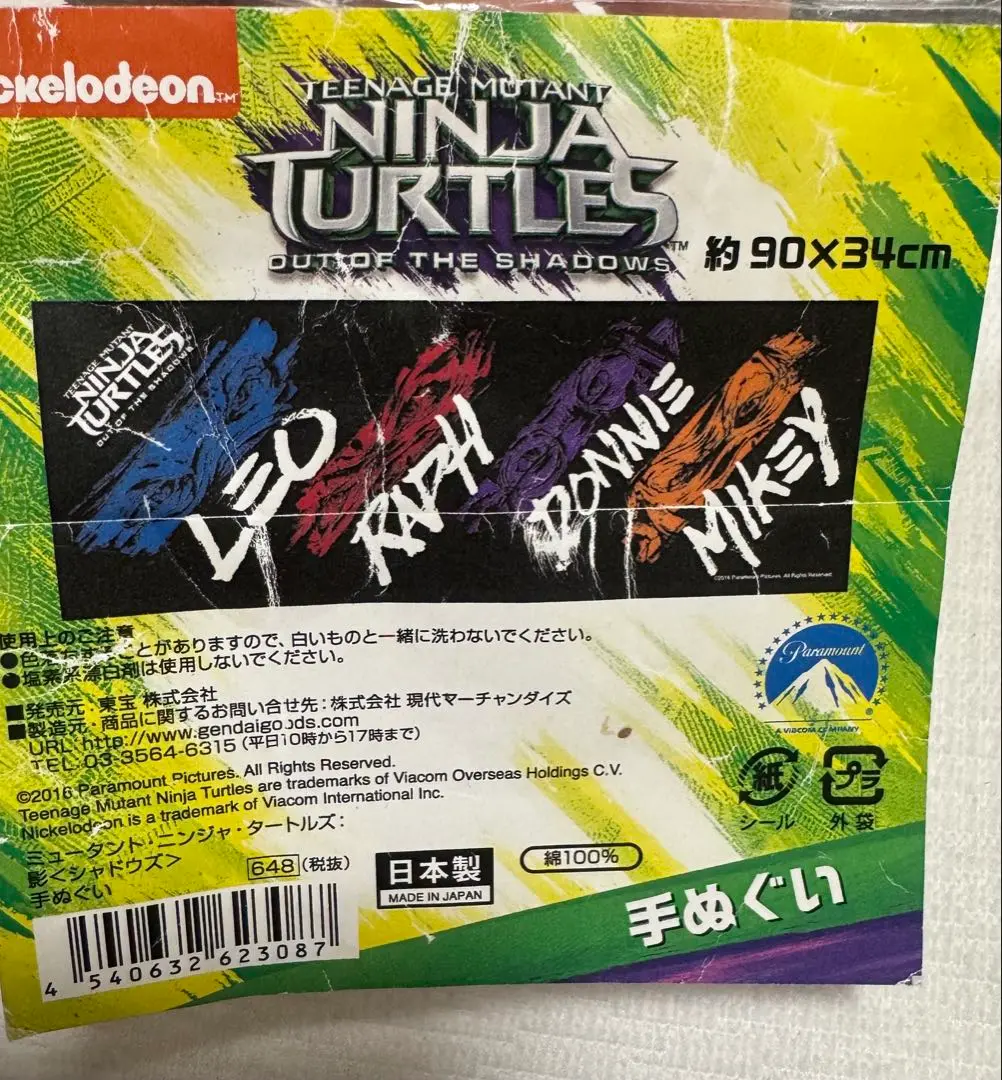 ckelodeon™
TEENAGE MUTANT
NINJA
TURTLES™
OUT OF THE SHADOWS
約 90×34cm
TEENAGE MUTANT
NINJA
TURTLES
OUT OF THE SHADOWS
LEO
RAPH
DONNIE
MIKEY
©2016 Paramount Pictures. All Rights Reserved.
使用上のご注意
●色 ことがありますので、白いものと一緒に洗わないでください。
●塩素系漂白剤は使用しないでください。
■発売元:東宝 株式会社
■製造元・商品に関するお問い合せ先:株式会社 現代マーチャンダイズ
URL: http://www.gendaigoods.com
TEL:03-3564-6315(平日10時から17時まで)
©2016 Paramount Pictures. All Rights Reserved.
Teenage Mutant Ninja Turtles are trademarks of Viacom Overseas Holdings C.V.
Nickelodeon is a trademark of Viacom International Inc.
ミュータント・ニンジャ・タートルズ:
影<シャドウズ>
手ぬぐい
648(税抜)
Paramount
®
A VIACOM COMPANY
紙
シール
プラ
外袋
日本製
MADE IN JAPAN
綿100%
手ぬぐい
4 540632 623087